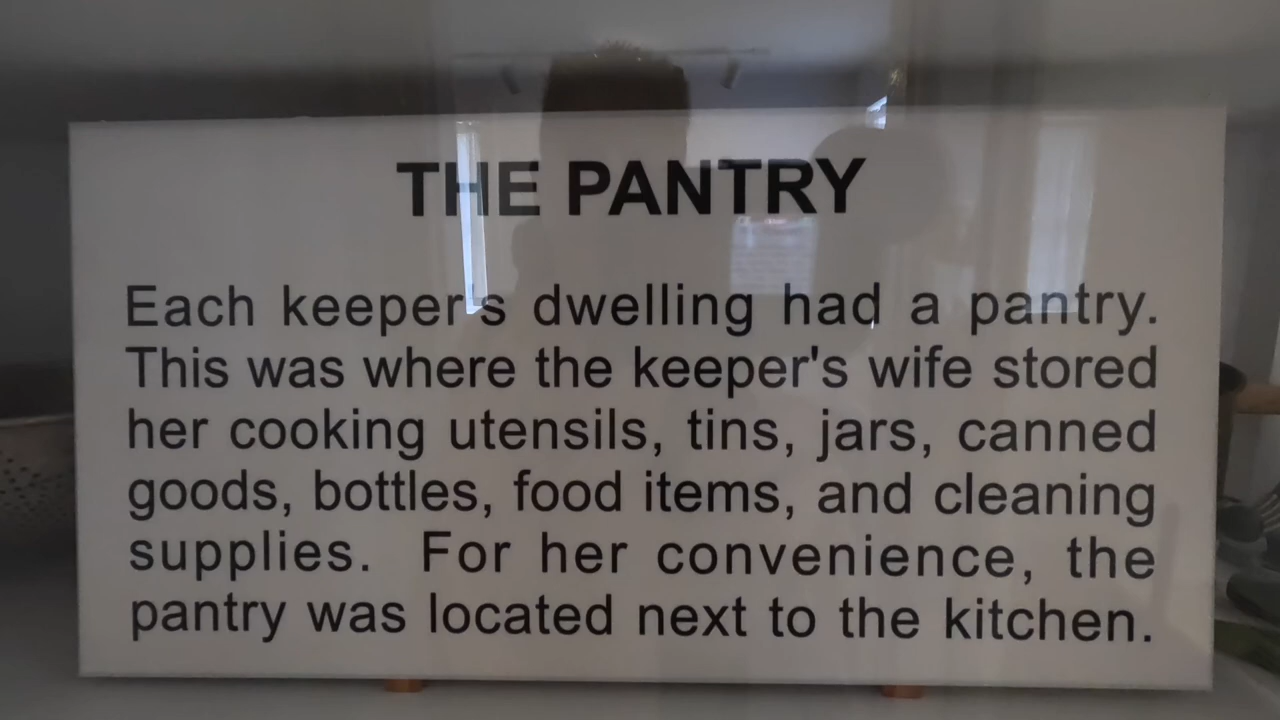 THE PANTRY
Each keeper's dwelling had a pantry.
This was where the keeper's wife stored
her cooking utensils, tins, jars, canned
goods, bottles, food items, and cleaning
supplies. For her convenience, the
pantry was located next to the kitchen.